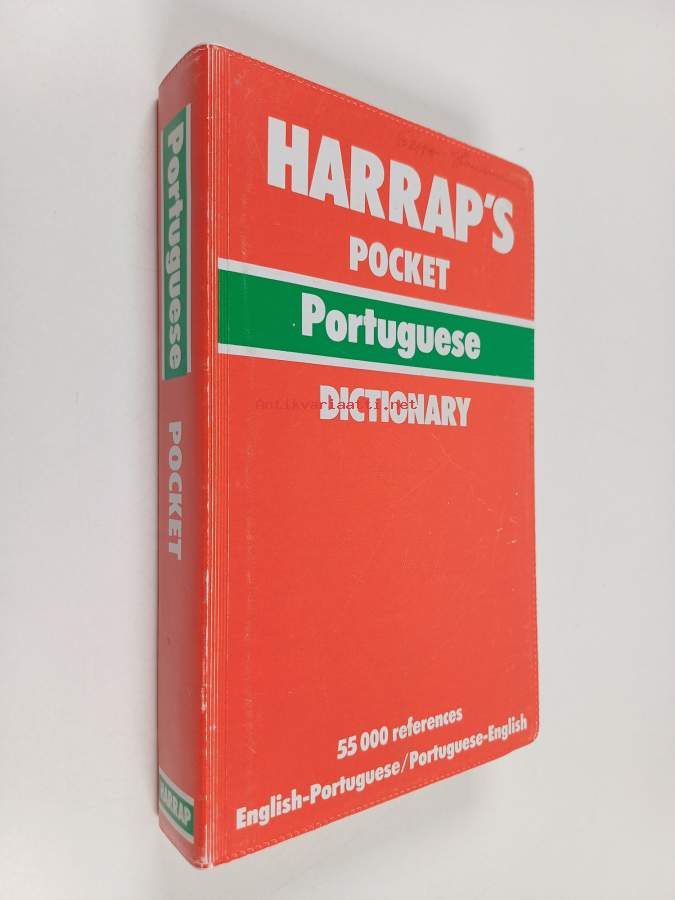 HARRAP'S
POCKET
Portuguese
DICTIONARY
Antikvariaatti.net
55 000 references
English-Portuguese/Portuguese-English
Portuguese
POCKET
HARRAP